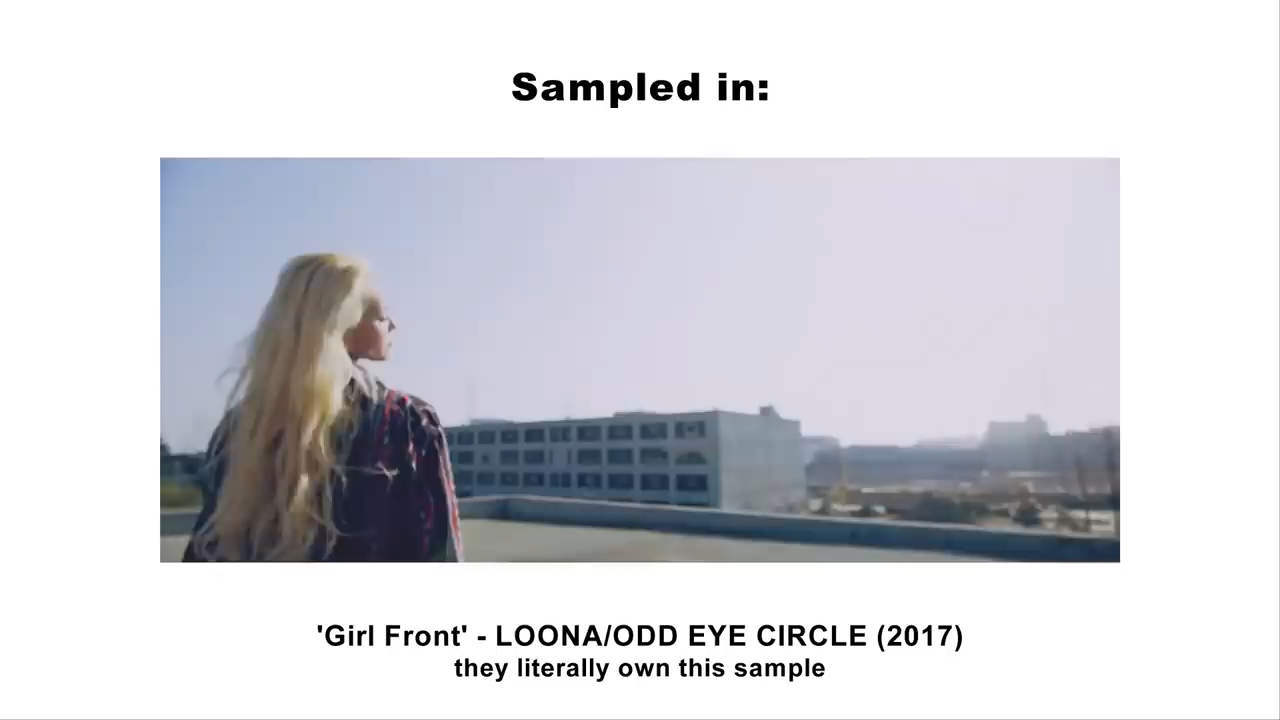 Sampled in:
'Girl Front' - LOONA/ODD EYE CIRCLE (2017)
they literally own this sample